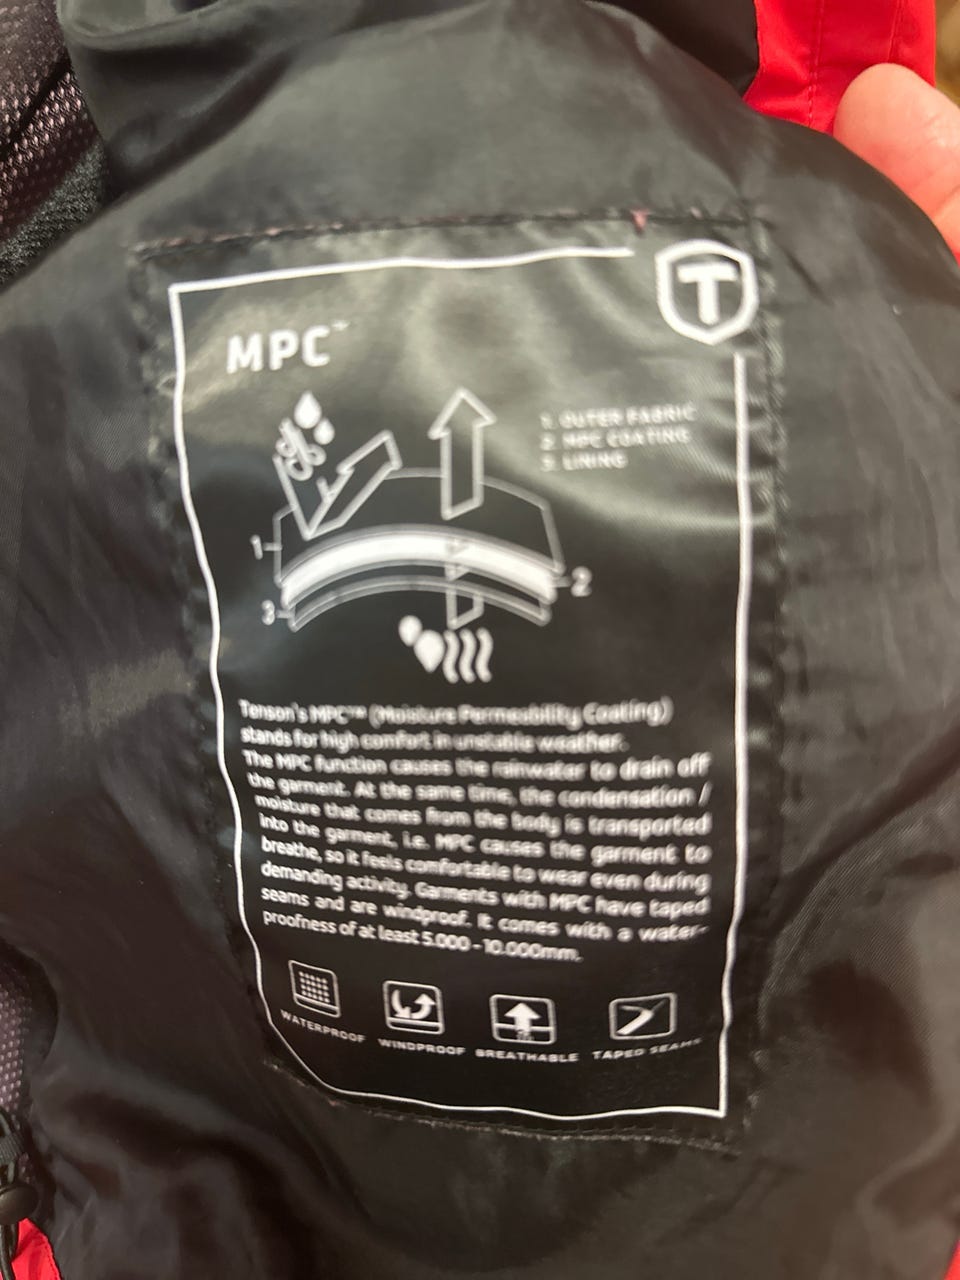 T
MPC™
1. OUTER FABRIC
2. MPC COATING
3. LINING
1
2
3
Tenson's MPC™ (Moisture Permeability Coating)
stands for high comfort in unstable weather.
The MPC function causes the rainwater to drain off
the garment. At the same time, the condensation /
moisture that comes from the body is transported
into the garment, i.e. MPC causes the garment to
breathe, so it feels comfortable to wear even during
demanding activity. Garments with MPC have taped
seams and are windproof. It comes with a water-
proofness of at least 5.000 - 10.000mm.
WATERPROOF WINDPROOF BREATHABLE TAPED SEAMS